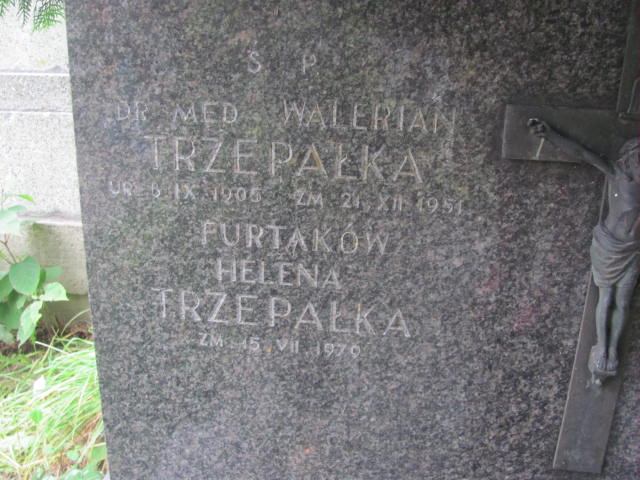 Ś P
DR MED WALERIAN
TRZEPAŁKA
UR 6 IX 1905 ZM 21 XII 1951
FURTAKÓW
HELENA
TRZEPAŁKA
ZM 15 VII 1970